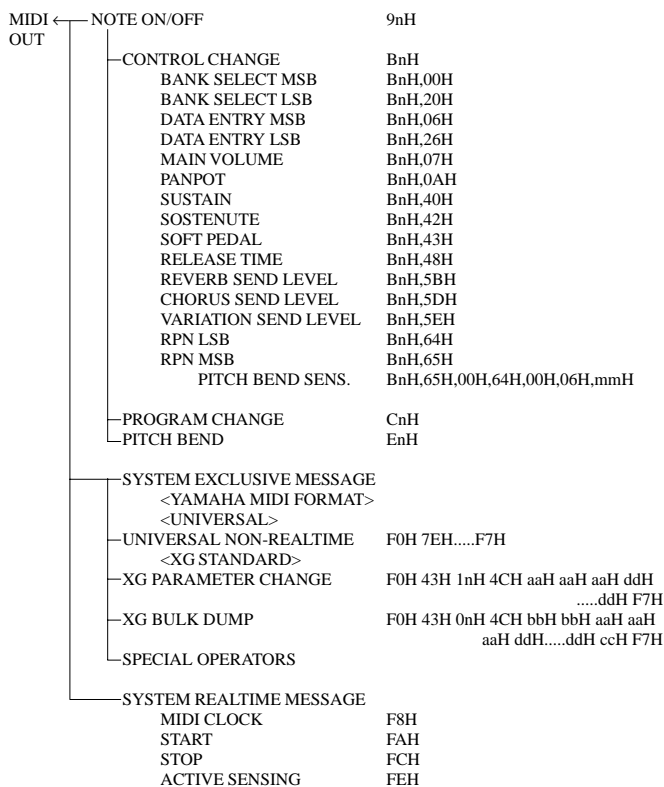 MIDI ← NOTE ON/OFF 9nH
OUT
CONTROL CHANGE BnH
BANK SELECT MSB BnH,00H
BANK SELECT LSB BnH,20H
DATA ENTRY MSB BnH,06H
DATA ENTRY LSB BnH,26H
MAIN VOLUME BnH,07H
PANPOT BnH,0AH
SUSTAIN BnH,40H
SOSTENUTE BnH,42H
SOFT PEDAL BnH,43H
RELEASE TIME BnH,48H
REVERB SEND LEVEL BnH,5BH
CHORUS SEND LEVEL BnH,5DH
VARIATION SEND LEVEL BnH,5EH
RPN LSB BnH,64H
RPN MSB BnH,65H
PITCH BEND SENS. BnH,65H,00H,64H,00H,06H,mmH
PROGRAM CHANGE CnH
PITCH BEND EnH
SYSTEM EXCLUSIVE MESSAGE
<YAMAHA MIDI FORMAT>
<UNIVERSAL>
UNIVERSAL NON-REALTIME F0H 7EH.....F7H
<XG STANDARD>
XG PARAMETER CHANGE F0H 43H 1nH 4CH aaH aaH aaH ddH
.....ddH F7H
XG BULK DUMP F0H 43H 0nH 4CH bbH bbH aaH aaH
aaH ddH.....ddH ccH F7H
SPECIAL OPERATORS
SYSTEM REALTIME MESSAGE
MIDI CLOCK F8H
START FAH
STOP FCH
ACTIVE SENSING FEH